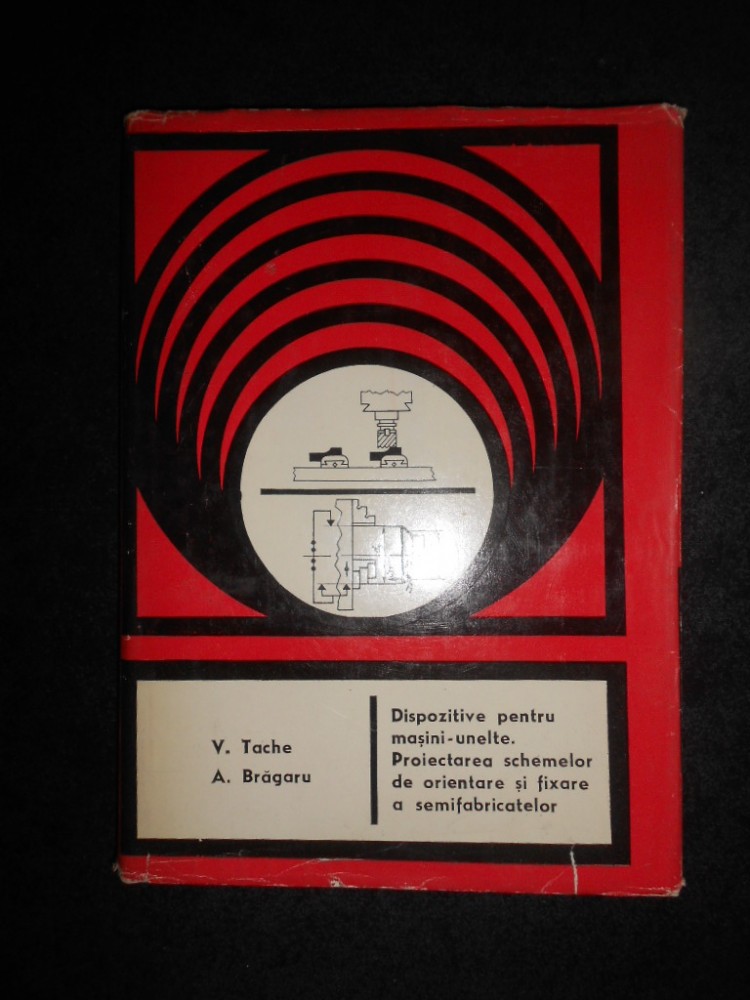 V. Tache
A. Brăgaru
Dispozitive pentru
mașini-unelte.
Proiectarea schemelor
de orientare și fixare
a semifabricatelor